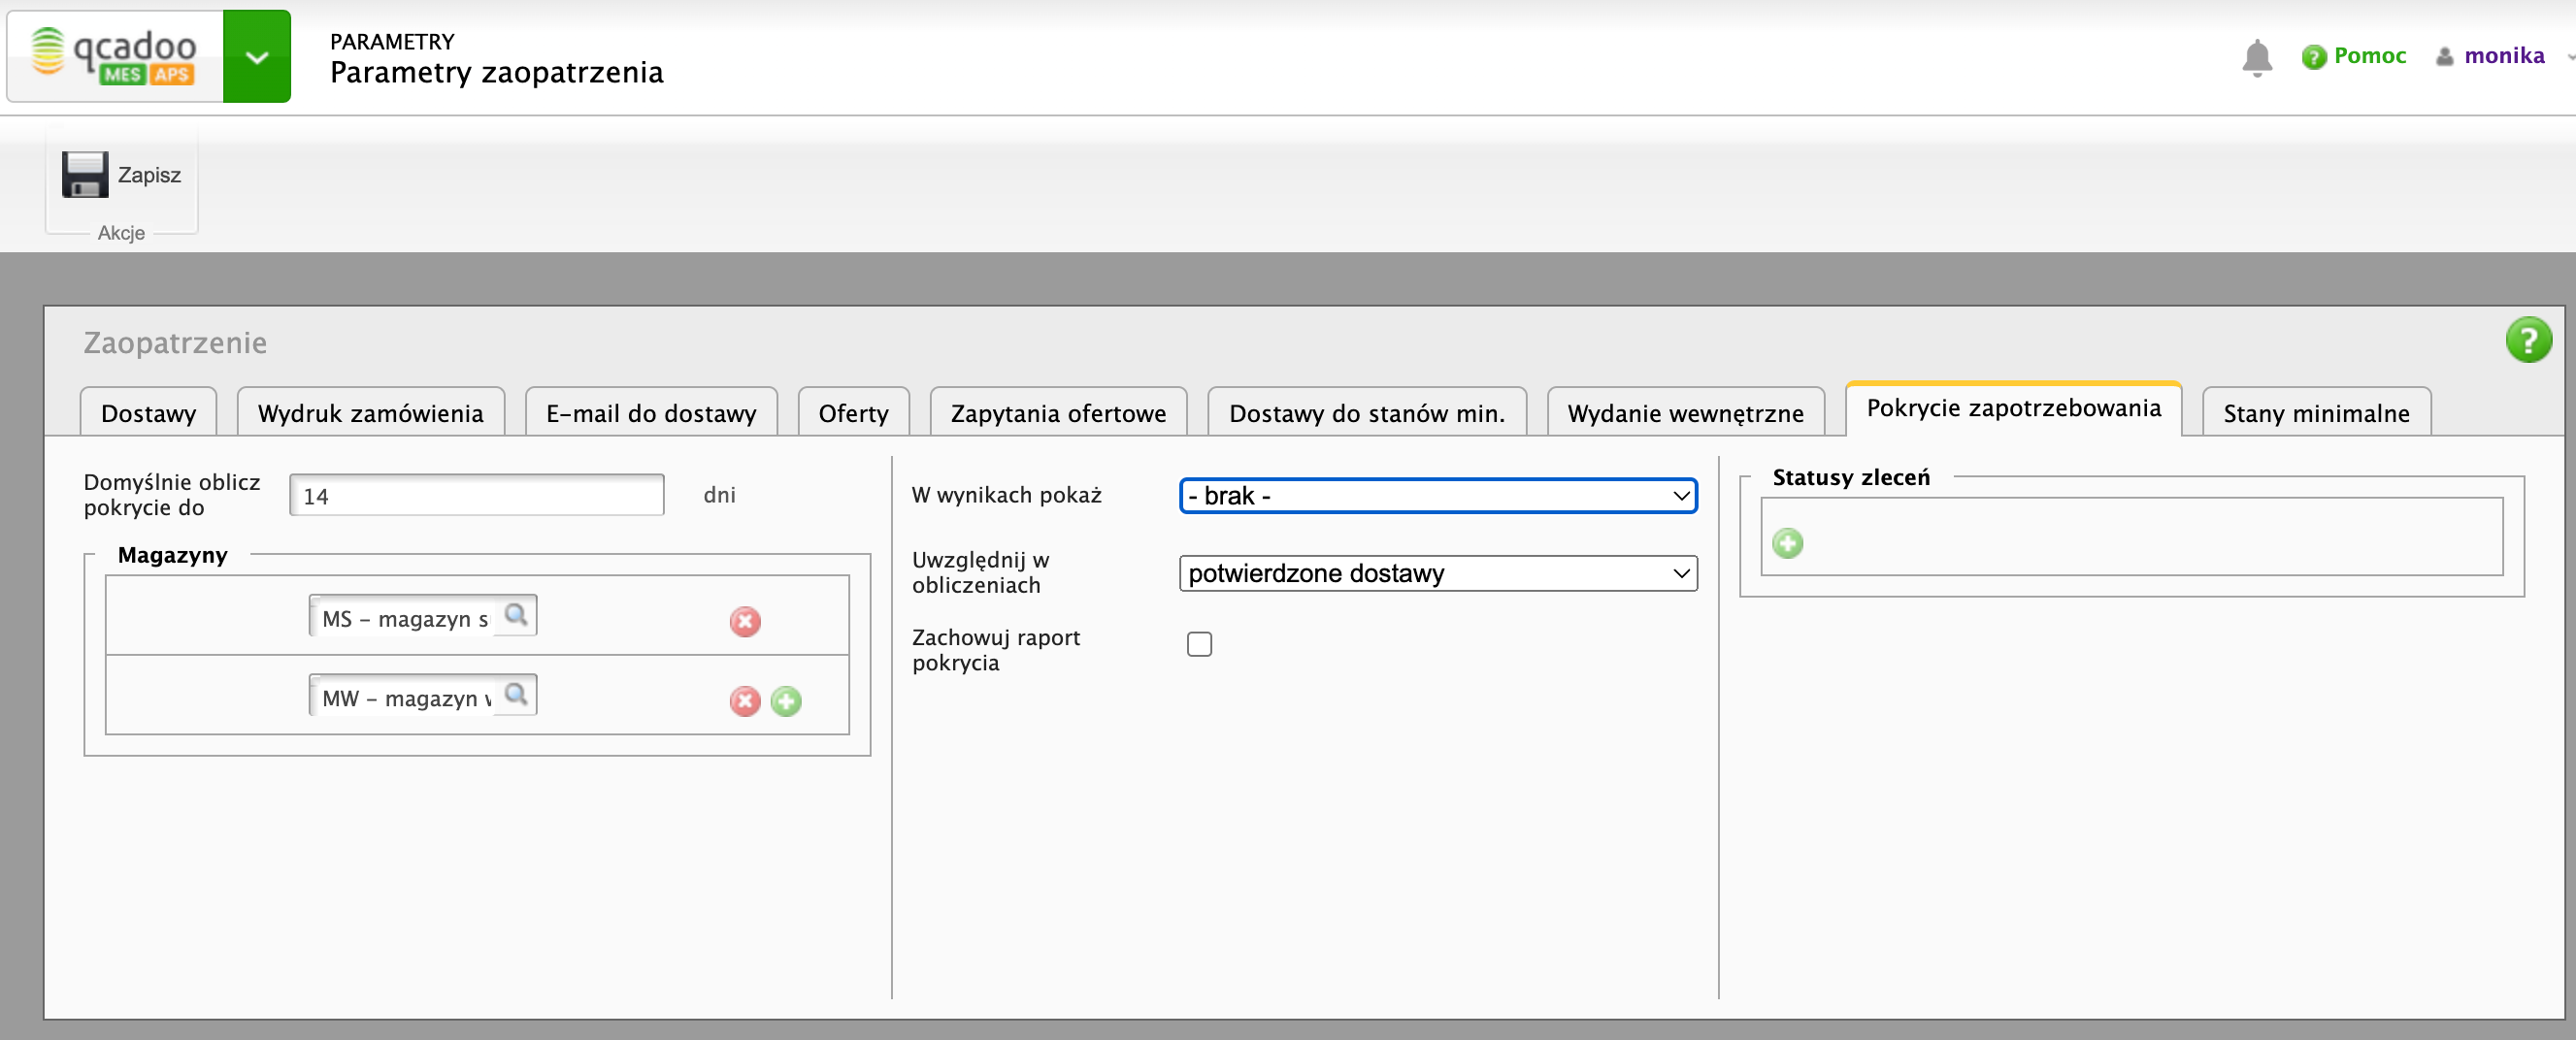 qcadoo
MES APS
PARAMETRY
Parametry zaopatrzenia
Pomoc
monika
Zapisz
Akcje
Zaopatrzenie
Dostawy
Wydruk zamówienia
E-mail do dostawy
Oferty
Zapytania ofertowe
Dostawy do stanów min.
Wydanie wewnętrzne
Pokrycie zapotrzebowania
Stany minimalne
Domyślnie oblicz
pokrycie do
14
dni
Magazyny
MS - magazyn s
MW - magazyn
W wynikach pokaż
- brak -
Uwzględnij w
obliczeniach
potwierdzone dostawy
Zachowuj raport
pokrycia
Statusy zleceń